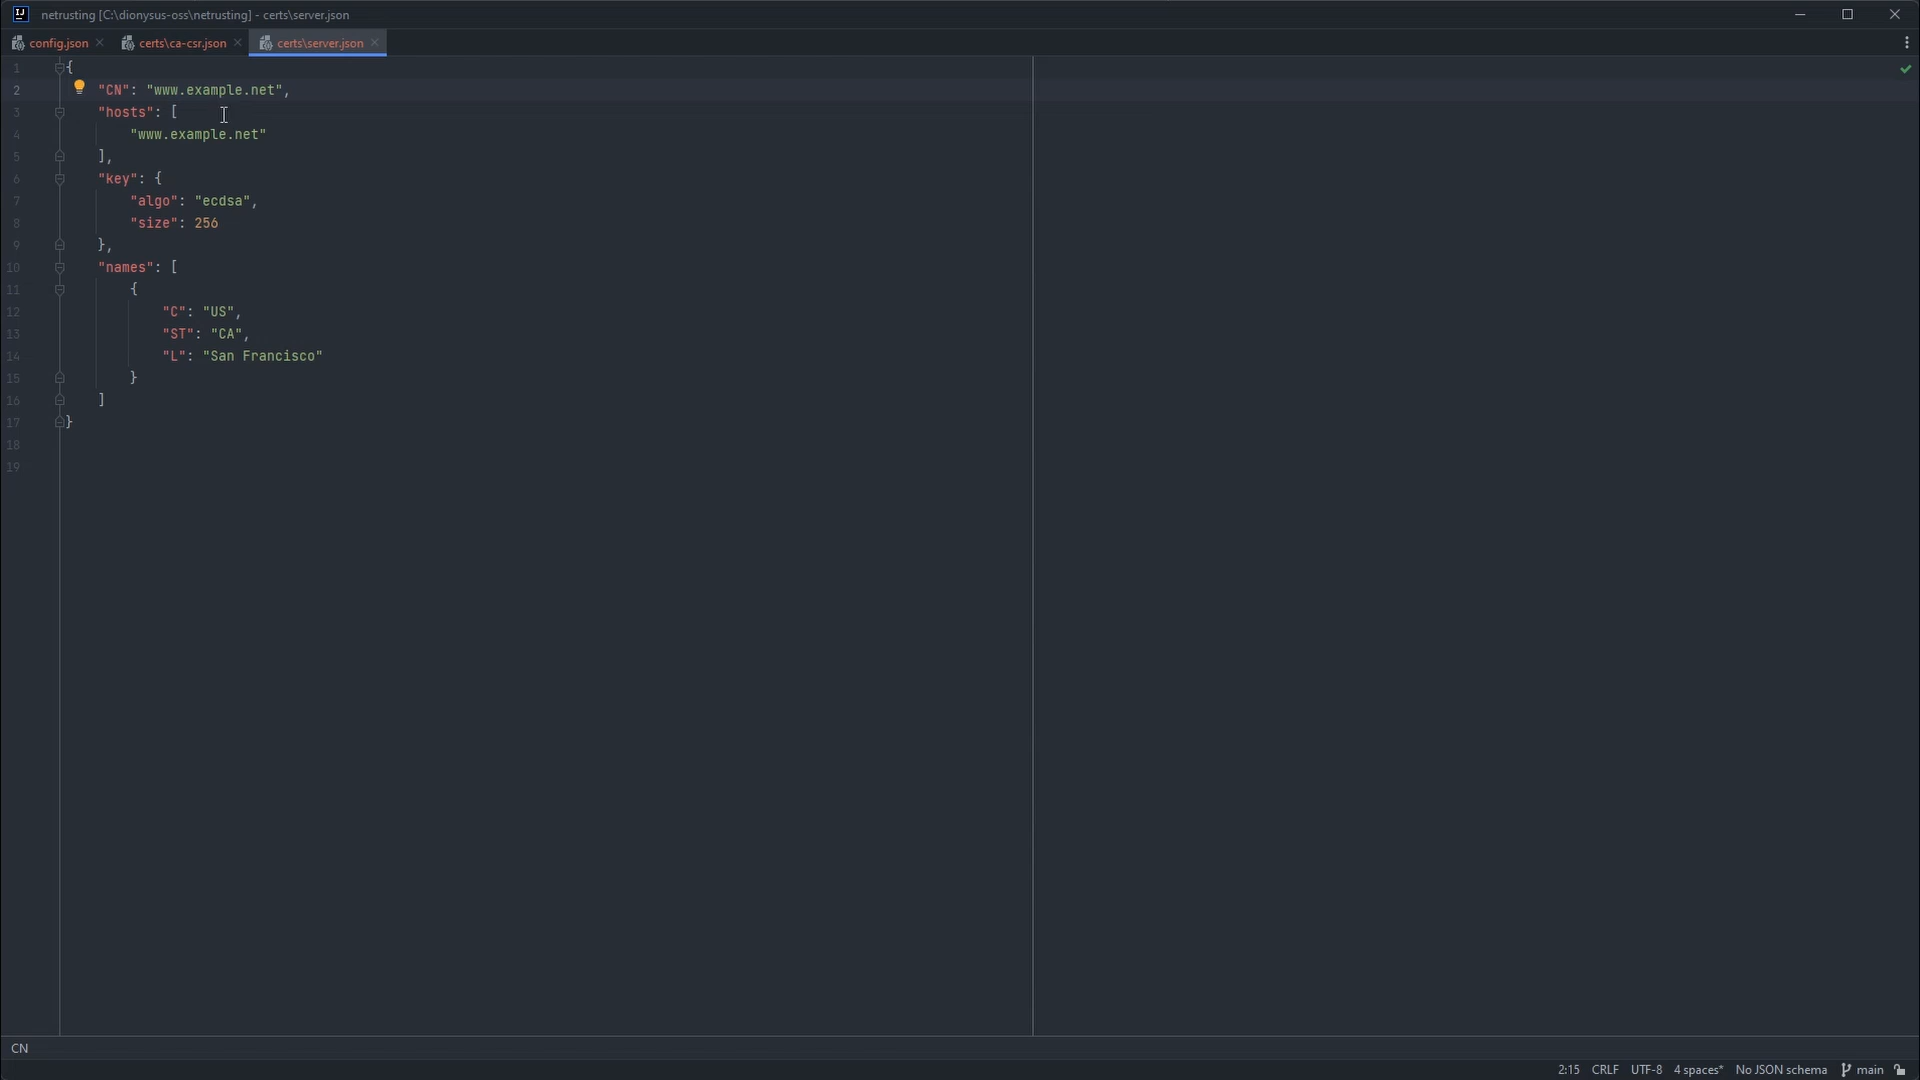 netrusting [C:\dionysus-oss\netrusting] - certs\server.json
config.json certs\ca-csr.json certs\server.json
1 {
2 "CN": "www.example.net",
3 "hosts": [
4 "www.example.net"
5 ],
6 "key": {
7 "algo": "ecdsa",
8 "size": 256
9 },
10 "names": [
11 {
12 "C": "US",
13 "ST": "CA",
14 "L": "San Francisco"
15 }
16 ]
17 }
18
19
CN
2:15 CRLF UTF-8 4 spaces* No JSON schema main